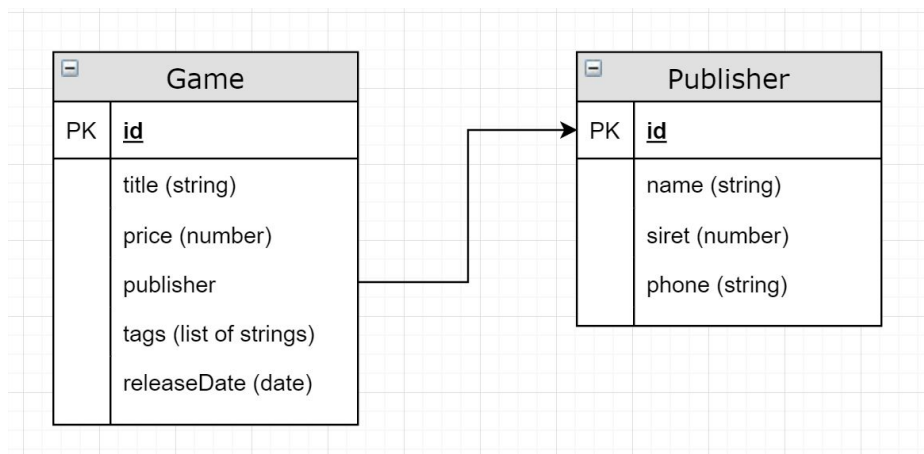 Game
PK id
title (string)
price (number)
publisher
tags (list of strings)
releaseDate (date)
Publisher
PK id
name (string)
siret (number)
phone (string)